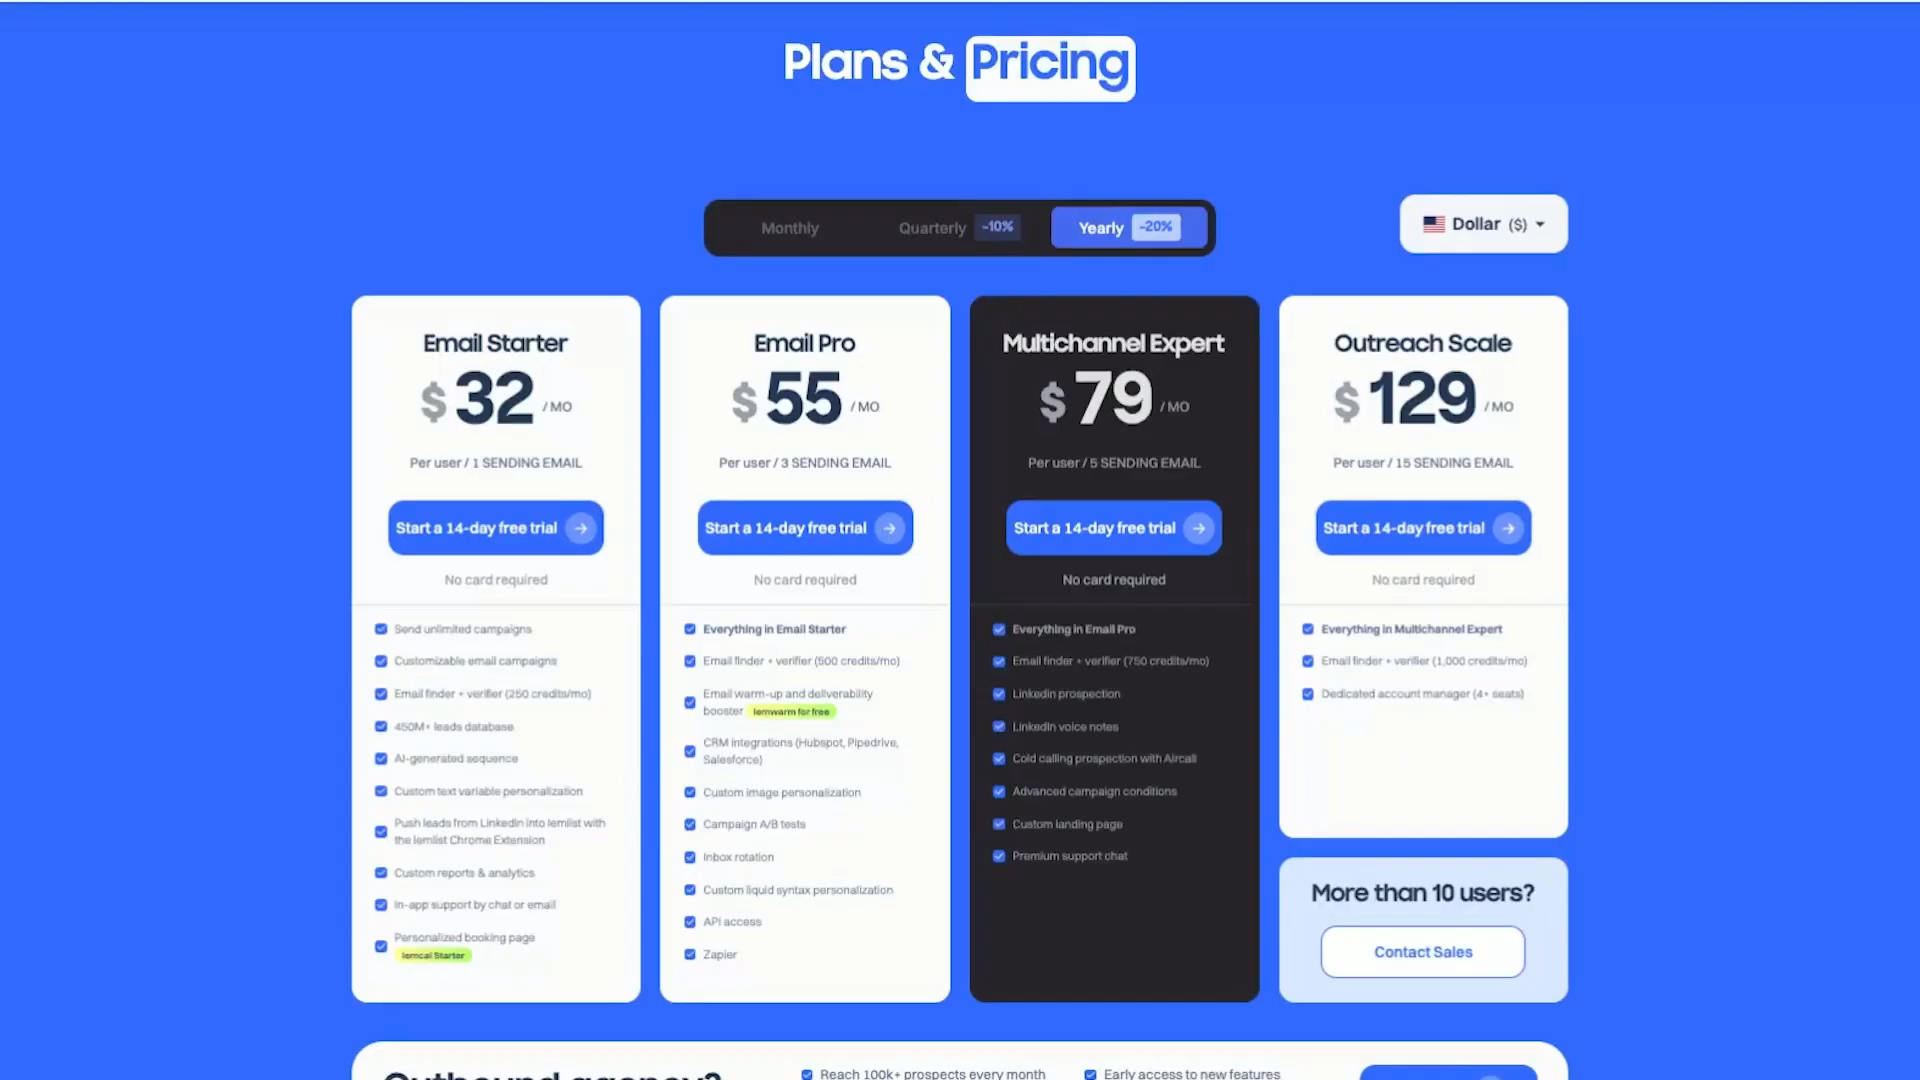 Plans & Pricing
Monthly
Quarterly -10%
Yearly -20%
Dollar ($)
Email Starter
$ 32 / MO
Per user / 1 SENDING EMAIL
Start a 14-day free trial
No card required
Send unlimited campaigns
Customizable email campaigns
Email finder + verifier (250 credits/mo)
450M+ leads database
AI-generated sequence
Custom text variable personalization
Push leads from LinkedIn into lemlist with
the lemlist Chrome Extension
Custom reports & analytics
In-app support by chat or email
Personalized booking page
lemcal Starter
Email Pro
$ 55 / MO
Per user / 3 SENDING EMAIL
Start a 14-day free trial
No card required
Everything in Email Starter
Email finder + verifier (500 credits/mo)
Email warm-up and deliverability
booster lemwarm for free
CRM integrations (Hubspot, Pipedrive,
Salesforce)
Custom image personalization
Campaign A/B tests
Inbox rotation
Custom liquid syntax personalization
API access
Zapier
Multichannel Expert
$ 79 / MO
Per user / 5 SENDING EMAIL
Start a 14-day free trial
No card required
Everything in Email Pro
Email finder + verifier (750 credits/mo)
Linkedin prospection
LinkedIn voice notes
Cold calling prospection with Aircall
Advanced campaign conditions
Custom landing page
Premium support chat
Outreach Scale
$ 129 / MO
Per user / 15 SENDING EMAIL
Start a 14-day free trial
No card required
Everything in Multichannel Expert
Email finder + verifier (1,000 credits/mo)
Dedicated account manager (4+ seats)
More than 10 users?
Contact Sales
Outbound agency?
Reach 100k+ prospects every month
Early access to new features